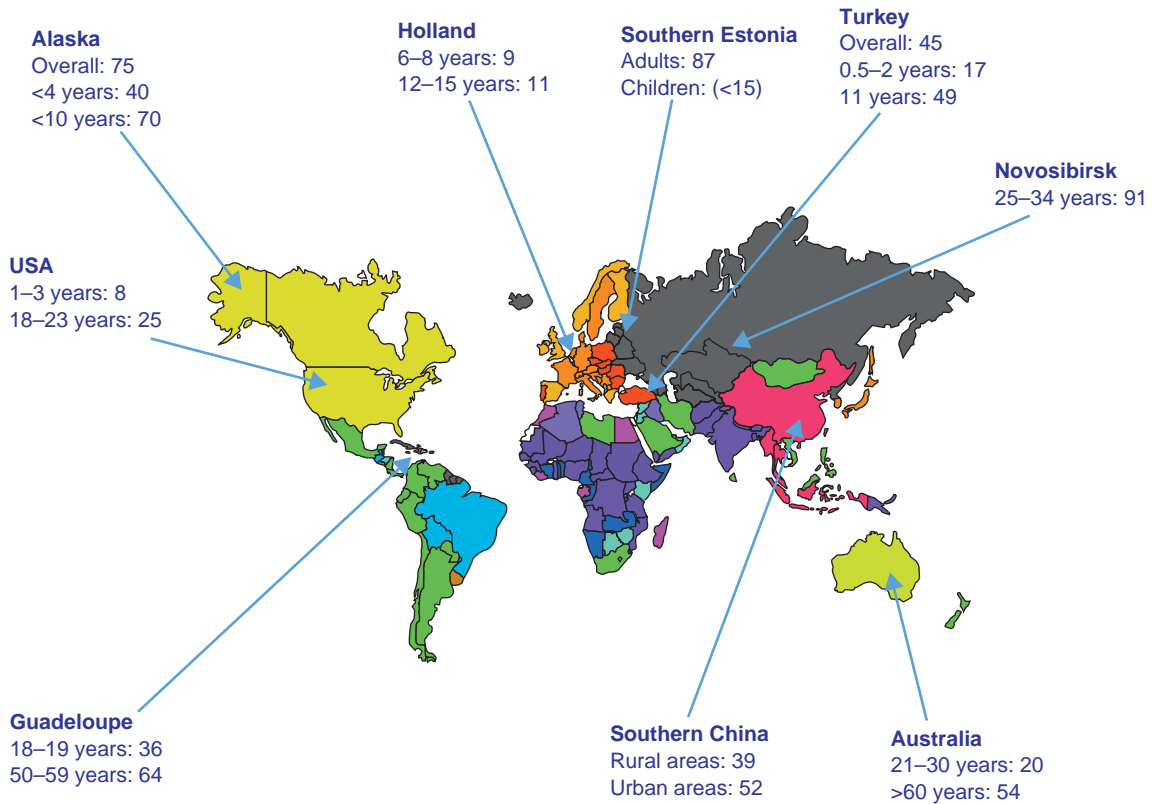 Alaska
Overall: 75
<4 years: 40
<10 years: 70
Holland
6–8 years: 9
12–15 years: 11
Southern Estonia
Adults: 87
Children: (<15)
Turkey
Overall: 45
0.5–2 years: 17
11 years: 49
Novosibirsk
25–34 years: 91
USA
1–3 years: 8
18–23 years: 25
Guadeloupe
18–19 years: 36
50–59 years: 64
Southern China
Rural areas: 39
Urban areas: 52
Australia
21–30 years: 20
>60 years: 54